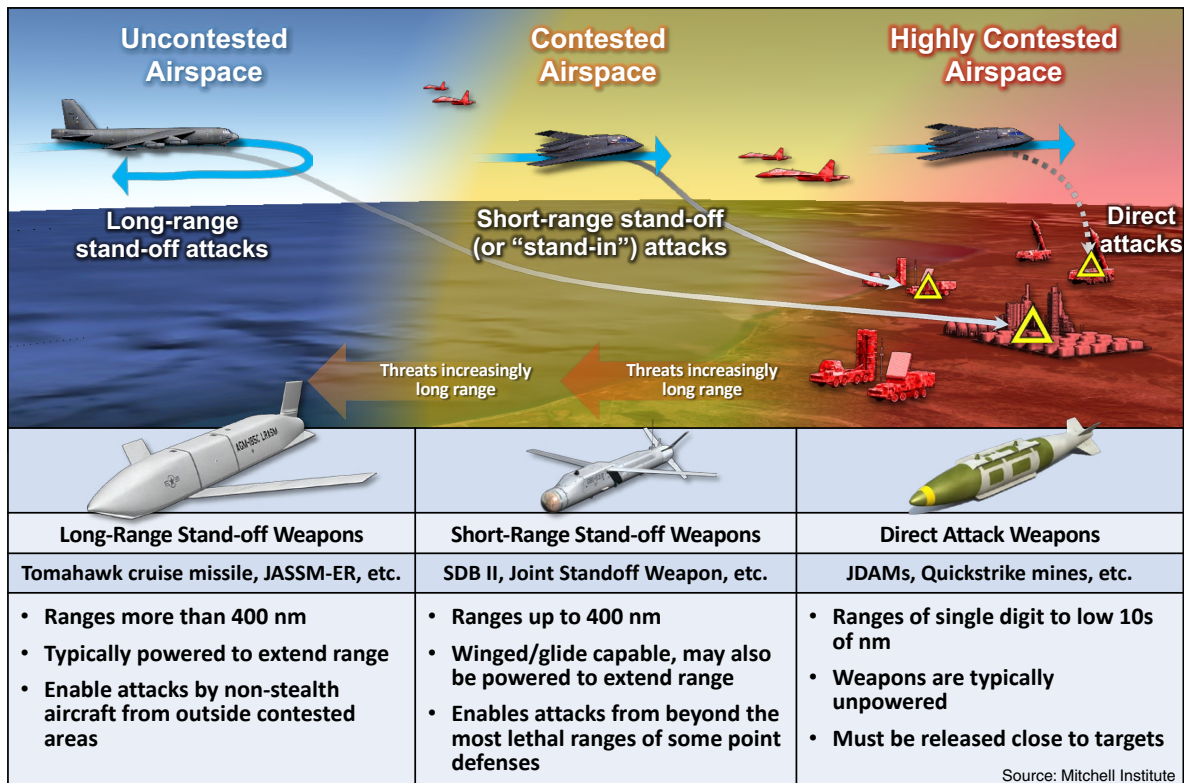 Uncontested
Airspace
Contested
Airspace
Highly Contested
Airspace
Long-range
stand-off attacks
Short-range stand-off
(or “stand-in”) attacks
Direct
attacks
Threats increasingly
long range
Threats increasingly
long range
AGM-158C LRASM
Long-Range Stand-off Weapons
Short-Range Stand-off Weapons
Direct Attack Weapons
Tomahawk cruise missile, JASSM-ER, etc.
SDB II, Joint Standoff Weapon, etc.
JDAMs, Quickstrike mines, etc.
• Ranges more than 400 nm
• Typically powered to extend range
• Enable attacks by non-stealth
aircraft from outside contested
areas
• Ranges up to 400 nm
• Winged/glide capable, may also
be powered to extend range
• Enables attacks from beyond the
most lethal ranges of some point
defenses
• Ranges of single digit to low 10s
of nm
• Weapons are typically
unpowered
• Must be released close to targets
Source: Mitchell Institute